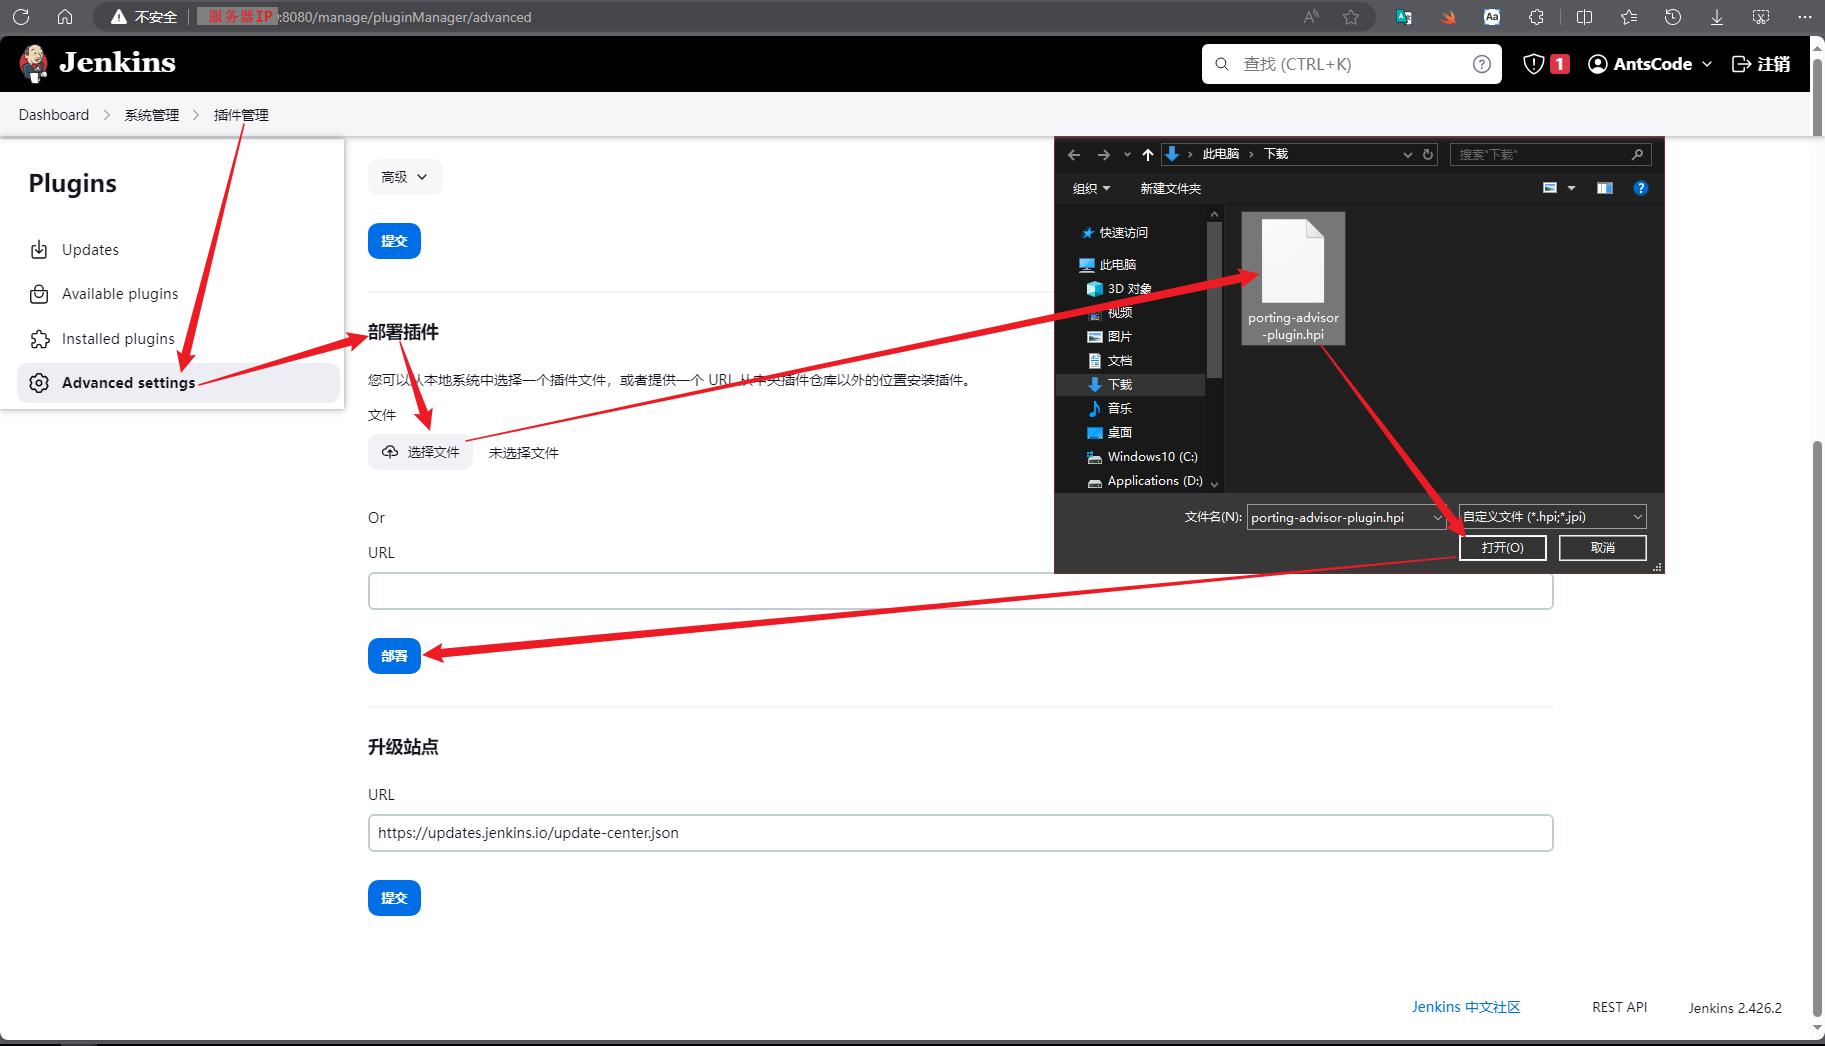 不安全 服务器IP:8080/manage/pluginManager/advanced
Jenkins
查找 (CTRL+K)
1
AntsCode
注销
Dashboard
系统管理
插件管理
Plugins
Updates
Available plugins
Installed plugins
Advanced settings
高级
提交
部署插件
您可以从本地系统中选择一个插件文件，或者提供一个 URL 从中央插件仓库以外的位置安装插件。
文件
选择文件 未选择文件
Or
URL
部署
此电脑 下载
搜索"下载"
组织 新建文件夹
快速访问
此电脑
3D 对象
视频
图片
文档
下载
音乐
桌面
Windows10 (C:)
Applications (D:)
porting-advisor
-plugin.hpi
文件名(N): porting-advisor-plugin.hpi 自定义文件 (*.hpi;*.jpi)
打开(O) 取消
升级站点
URL
https://updates.jenkins.io/update-center.json
提交
Jenkins 中文社区
REST API
Jenkins 2.426.2